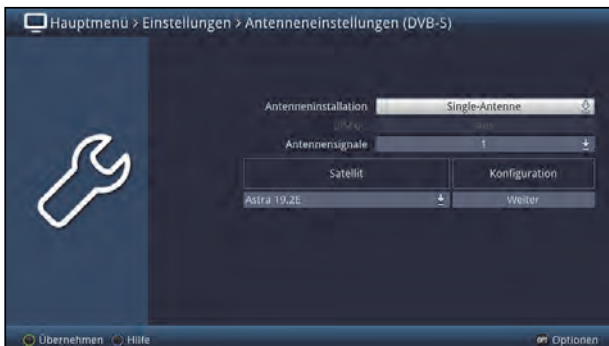 Hauptmenü > Einstellungen > Antenneneinstellungen (DVB-S)
Antenneninstallation Single-Antenne
Antennensignale 1
Satellit Konfiguration
Astra 19.2E Weiter
Übernehmen Hilfe Optionen